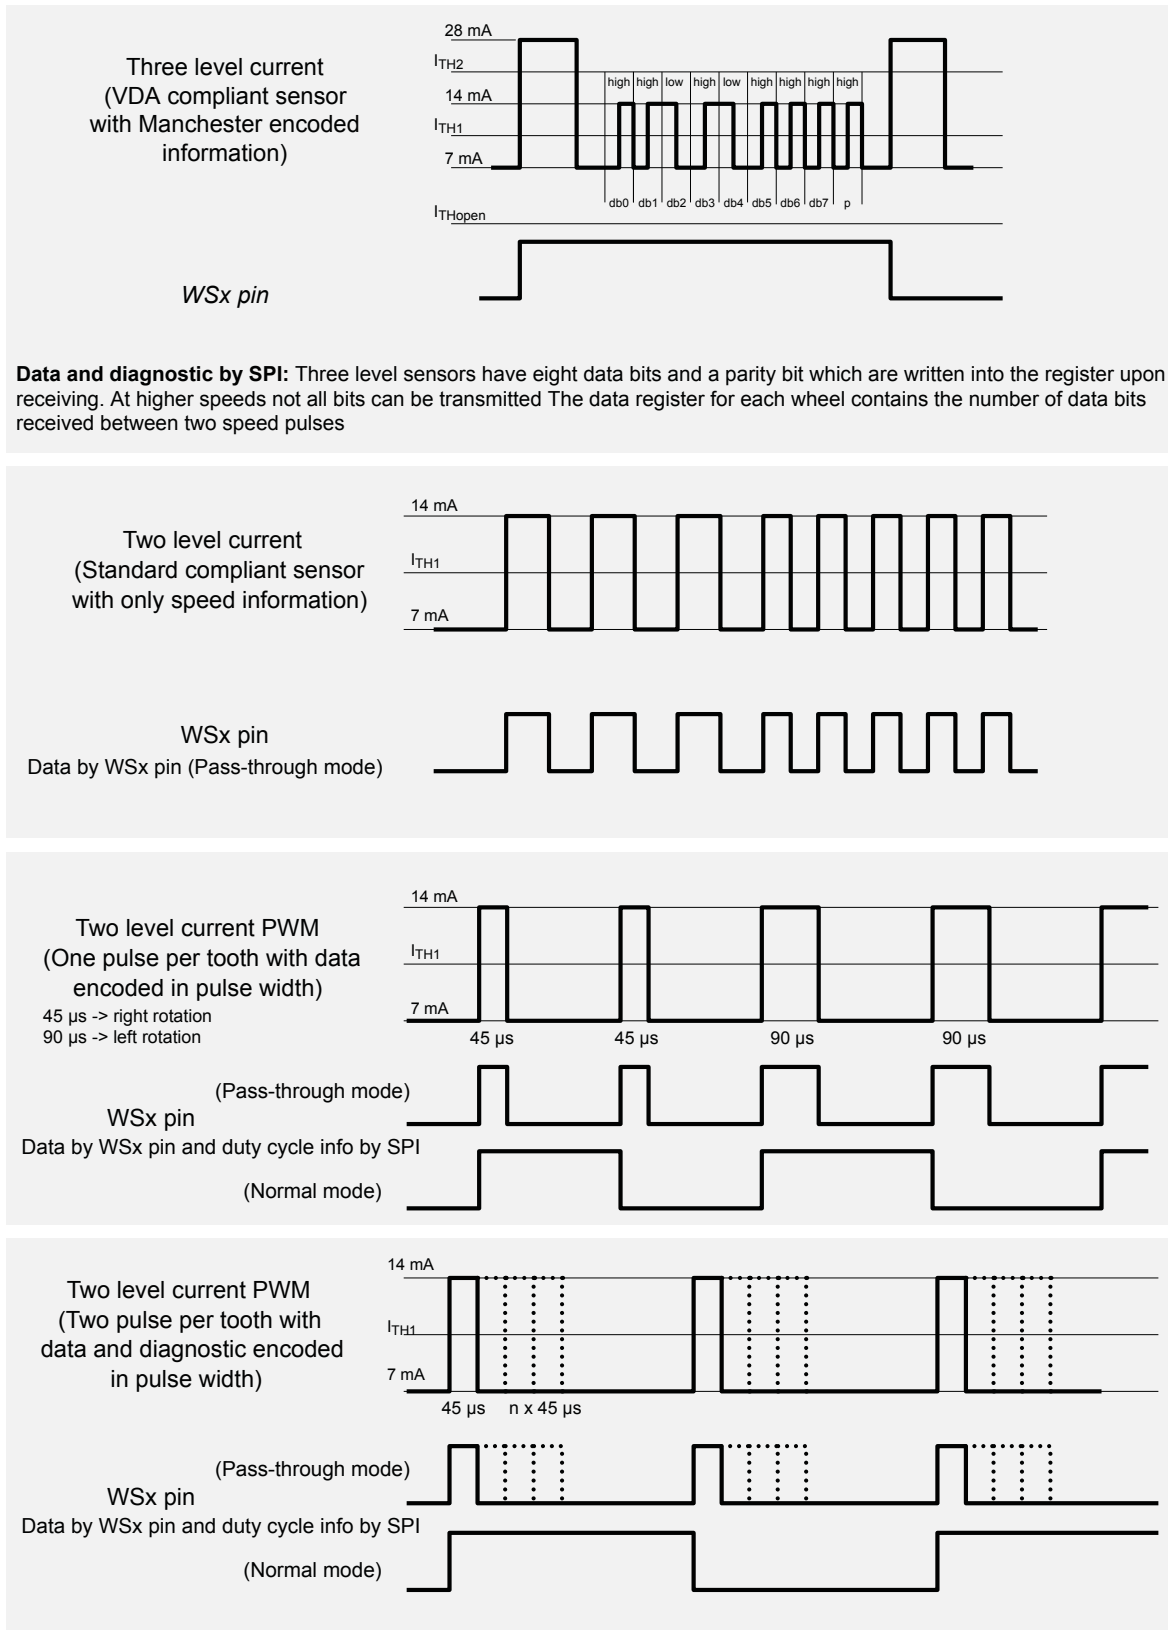 28 mA
Three level current
(VDA compliant sensor
with Manchester encoded
information)
ITH2
high high low high low high high high high
14 mA
ITH1
7 mA
db0 db1 db2 db3 db4 db5 db6 db7 p
ITHopen
WSx pin
Data and diagnostic by SPI: Three level sensors have eight data bits and a parity bit which are written into the register upon
receiving. At higher speeds not all bits can be transmitted The data register for each wheel contains the number of data bits
received between two speed pulses
14 mA
Two level current
(Standard compliant sensor
with only speed information)
ITH1
7 mA
WSx pin
Data by WSx pin (Pass-through mode)
14 mA
Two level current PWM
(One pulse per tooth with data
encoded in pulse width)
45 µs -> right rotation
90 µs -> left rotation
ITH1
7 mA
45 µs 45 µs 90 µs 90 µs
(Pass-through mode)
WSx pin
Data by WSx pin and duty cycle info by SPI
(Normal mode)
14 mA
Two level current PWM
(Two pulse per tooth with
data and diagnostic encoded
in pulse width)
ITH1
7 mA
45 µs n x 45 µs
(Pass-through mode)
WSx pin
Data by WSx pin and duty cycle info by SPI
(Normal mode)